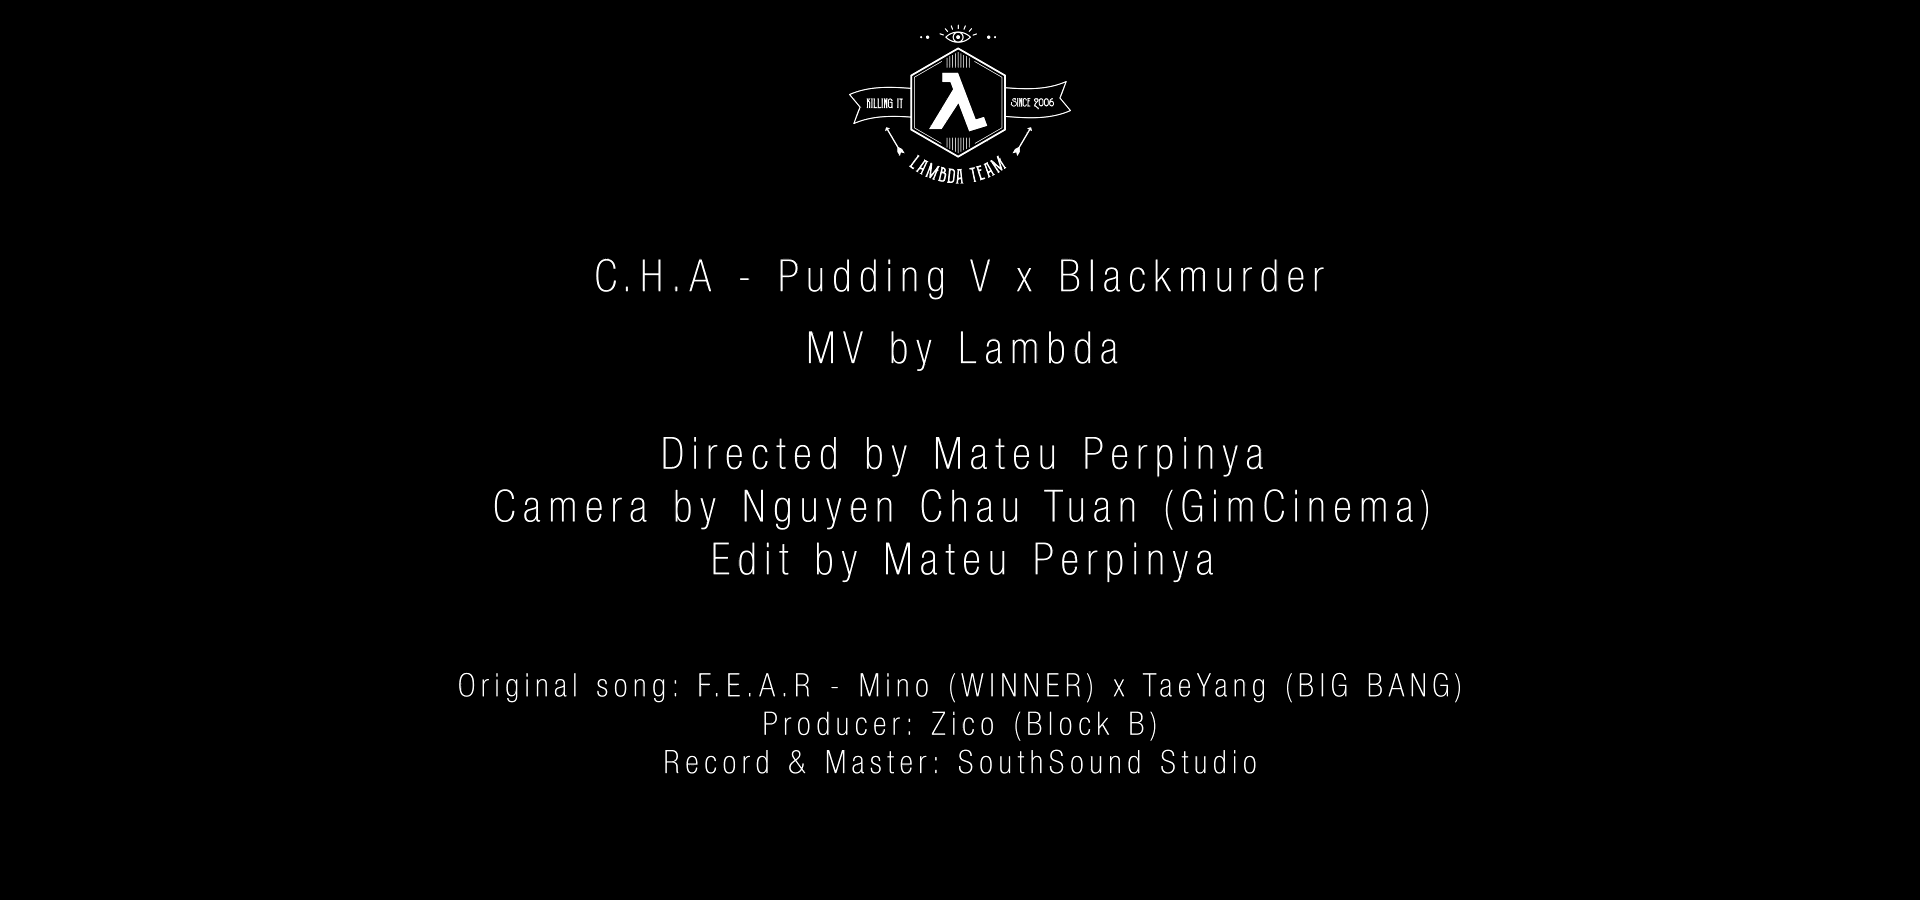 KILLING IT
λ
SINCE 2006
LAMBDA TEAM
C.H.A - Pudding V x Blackmurder
MV by Lambda
Directed by Mateu Perpinya
Camera by Nguyen Chau Tuan (GimCinema)
Edit by Mateu Perpinya
Original song: F.E.A.R - Mino (WINNER) x TaeYang (BIG BANG)
Producer: Zico (Block B)
Record & Master: SouthSound Studio